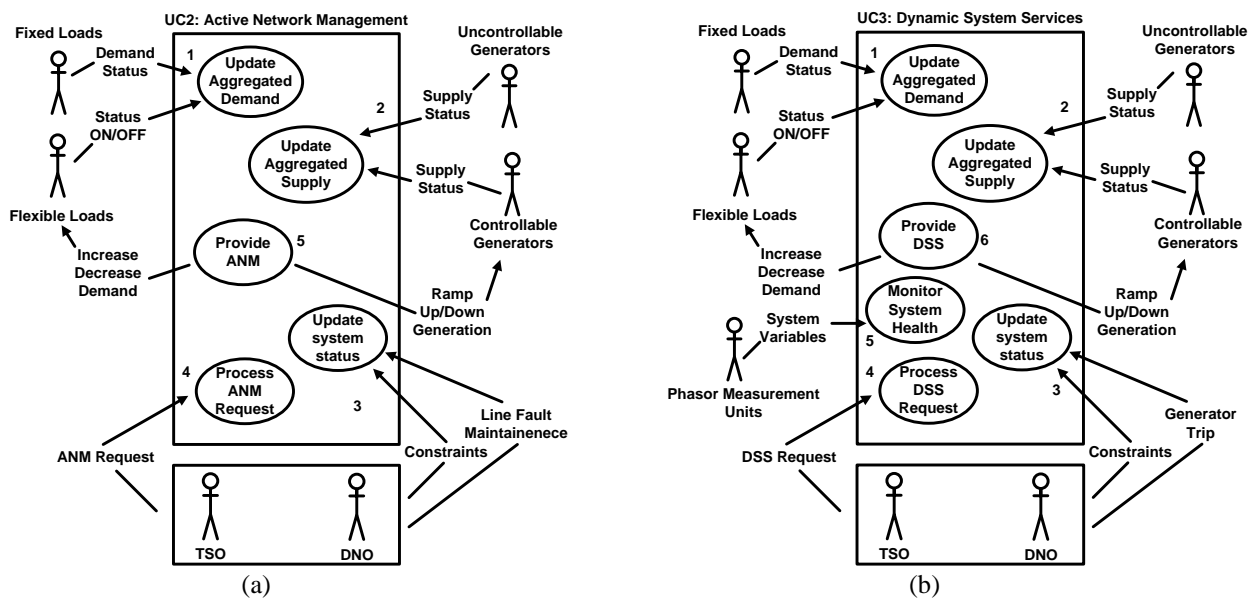 (a)
UC2: Active Network Management
Fixed Loads
Demand
Status
1
Update
Aggregated
Demand
Uncontrollable
Generators
Status
ON/OFF
2
Supply
Status
Update
Aggregated
Supply
Supply
Status
Flexible Loads
Controllable
Generators
Provide
ANM
5
Increase
Decrease
Demand
Ramp
Up/Down
Generation
Update
system
status
4
Process
ANM
Request
3
Line Fault
Maintainenece
ANM Request
Constraints
TSO
DNO
(a)
(b)
UC3: Dynamic System Services
Fixed Loads
Demand
Status
1
Update
Aggregated
Demand
Uncontrollable
Generators
Status
ON/OFF
2
Supply
Status
Update
Aggregated
Supply
Supply
Status
Flexible Loads
Controllable
Generators
Provide
DSS
6
Increase
Decrease
Demand
Ramp
Up/Down
Generation
Monitor
System
Health
System
Variables
5
Update
system
status
Phasor Measurement
Units
4
Process
DSS
Request
3
Generator
Trip
DSS Request
Constraints
TSO
DNO
(b)